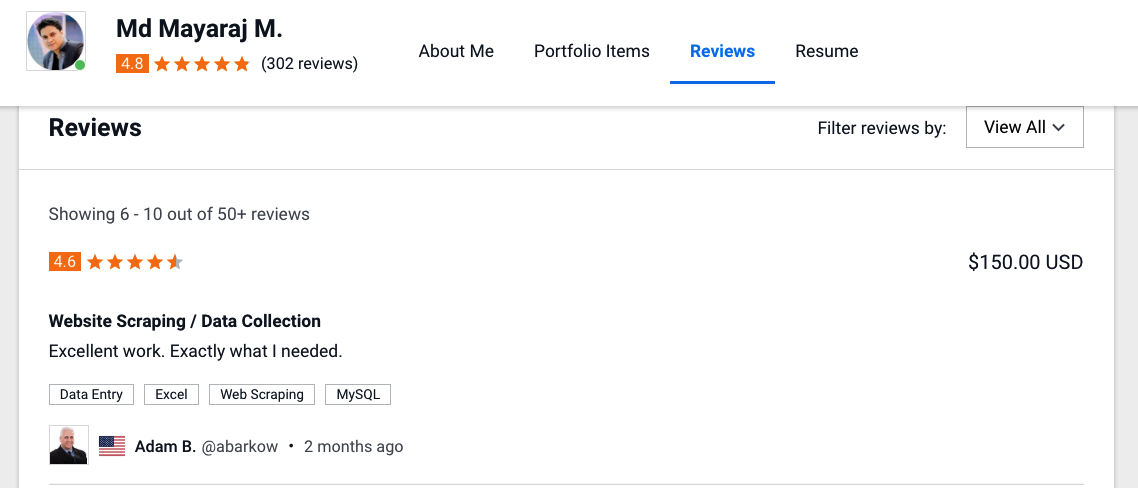 Md Mayaraj M.
4.8 (302 reviews)
About Me Portfolio Items Reviews Resume
Reviews
Filter reviews by: View All
Showing 6 - 10 out of 50+ reviews
4.6 $150.00 USD
Website Scraping / Data Collection
Excellent work. Exactly what I needed.
Data Entry Excel Web Scraping MySQL
Adam B. @abarkow • 2 months ago